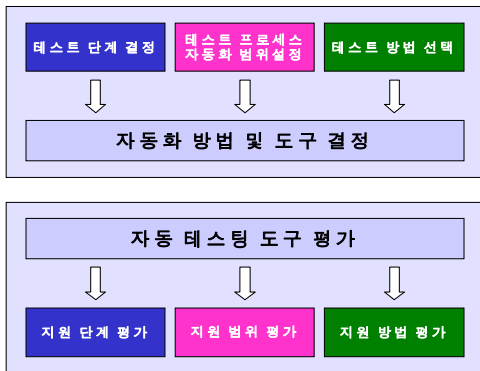 테스트 단계 결정
테스트 프로세스
자동화 범위설정
테스트 방법 선택
자동화 방법 및 도구 결정
자동 테스팅 도구 평가
지원 단계 평가
지원 범위 평가
지원 방법 평가